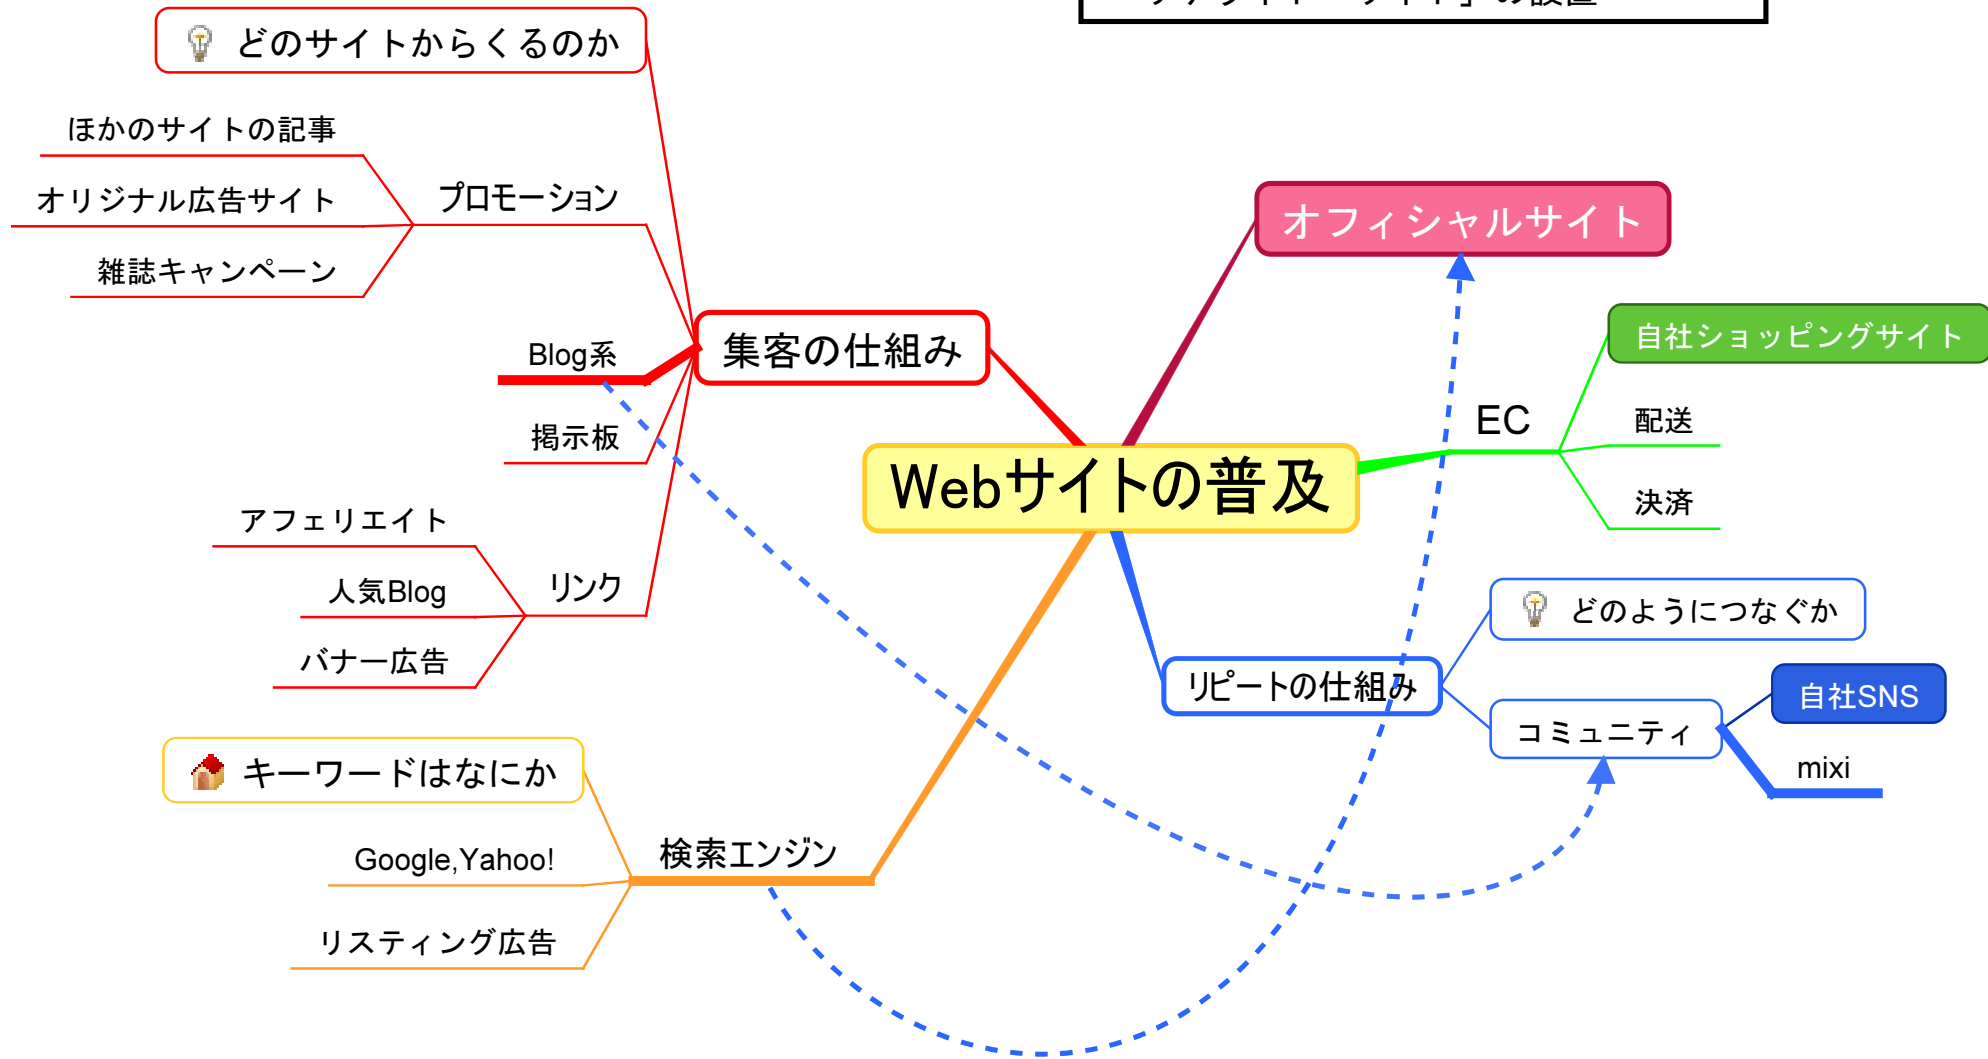 どのサイトからくるのか
ほかのサイトの記事
オリジナル広告サイト
雑誌キャンペーン
プロモーション
Blog系
掲示板
アフェリエイト
人気Blog
バナー広告
リンク
集客の仕組み
Webサイトの普及
オフィシャルサイト
自社ショッピングサイト
EC
配送
決済
どのようにつなぐか
リピートの仕組み
自社SNS
コミュニティ
mixi
キーワードはなにか
Google,Yahoo!
リスティング広告
検索エンジン